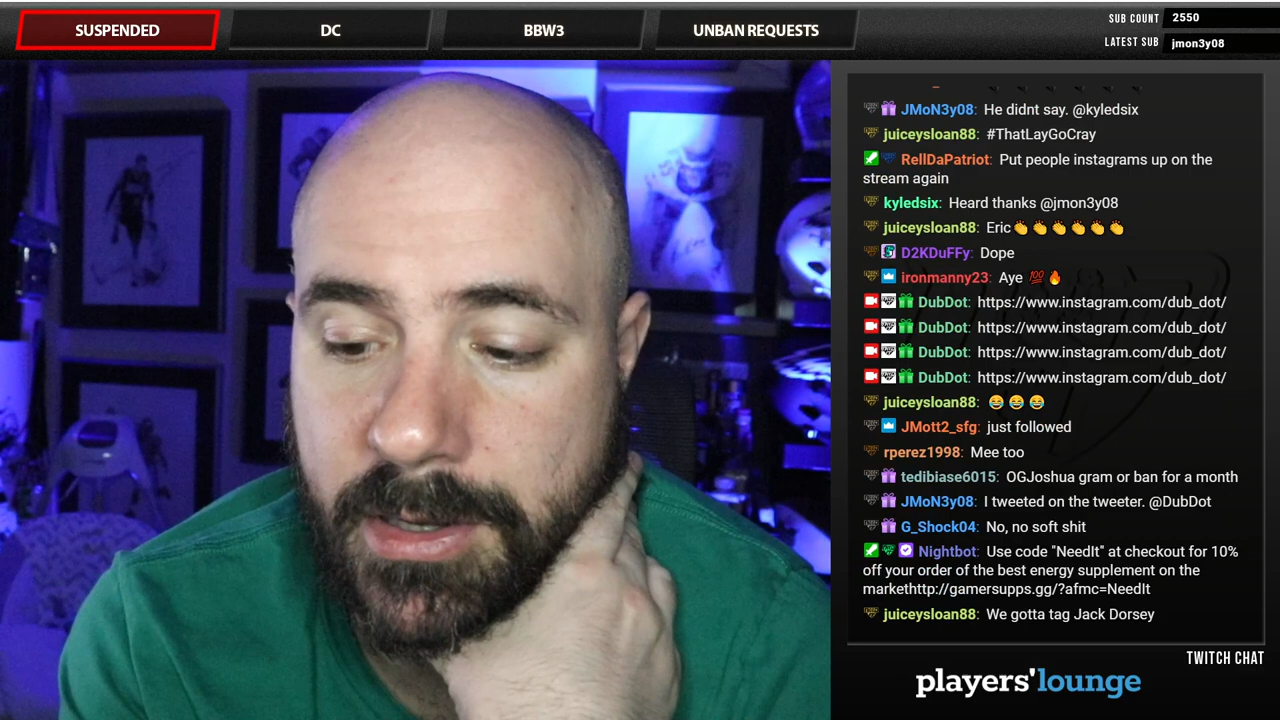 SUSPENDED
DC
BBW3
UNBAN REQUESTS
SUB COUNT 2550
LATEST SUB jmon3y08
JMoN3y08: He didnt say. @kyledsix
juiceysloan88: #ThatLayGoCray
RellDaPatriot: Put people instagrams up on the
stream again
kyledsix: Heard thanks @jmon3y08
juiceysloan88: Eric👏 👏 👏 👏 👏 👏
D2KDuFFy: Dope
ironmanny23: Aye 💯 🔥
DubDot: https://www.instagram.com/dub_dot/
DubDot: https://www.instagram.com/dub_dot/
DubDot: https://www.instagram.com/dub_dot/
DubDot: https://www.instagram.com/dub_dot/
juiceysloan88: 😂 😂 😂
JMott2_sfg: just followed
rperez1998: Mee too
tedibiase6015: OGJoshua gram or ban for a month
JMoN3y08: I tweeted on the tweeter. @DubDot
G_Shock04: No, no soft shit
Nightbot: Use code "NeedIt" at checkout for 10%
off your order of the best energy supplement on the
markethttp://gamersupps.gg/?afmc=NeedIt
juiceysloan88: We gotta tag Jack Dorsey
TWITCH CHAT
players'lounge